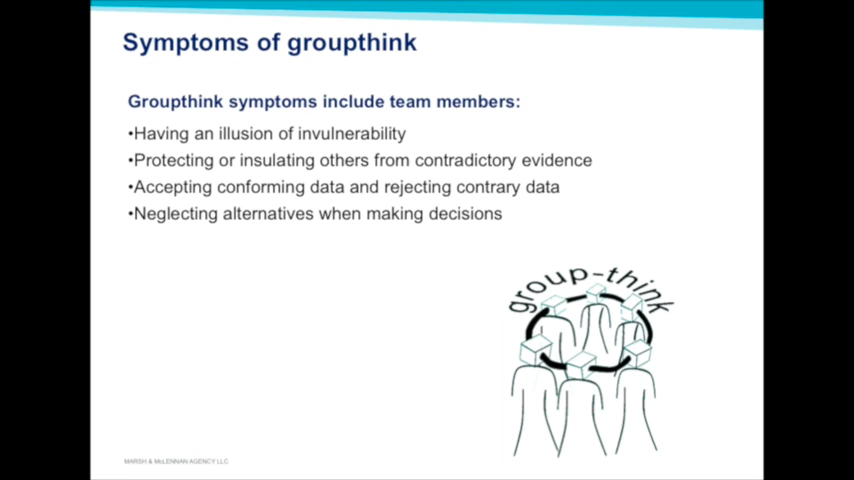 Symptoms of groupthink
Groupthink symptoms include team members:
•Having an illusion of invulnerability
•Protecting or insulating others from contradictory evidence
•Accepting conforming data and rejecting contrary data
•Neglecting alternatives when making decisions
group-think
MARSH & McLENNAN AGENCY LLC